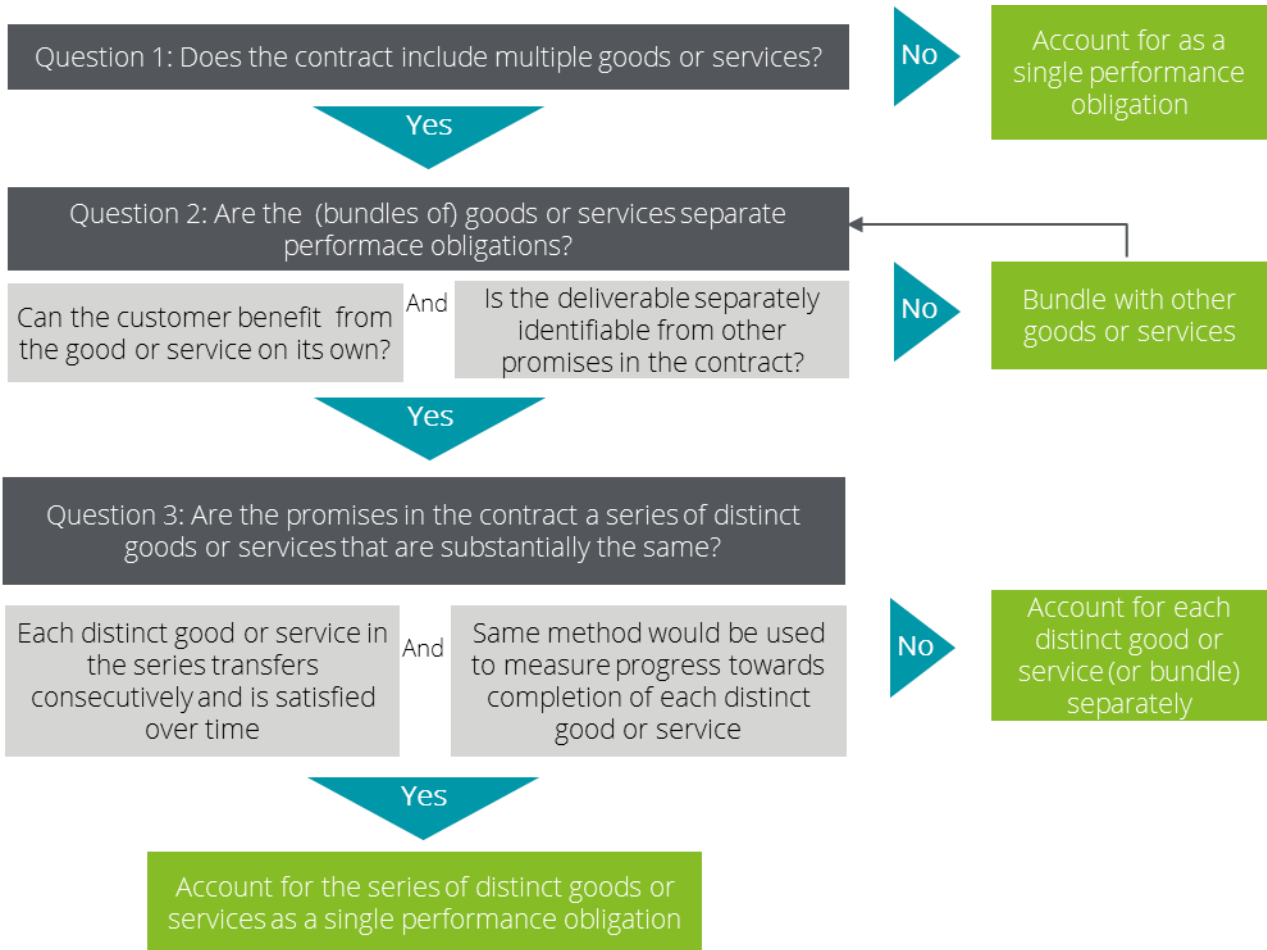 Question 1: Does the contract include multiple goods or services?
No
Account for as a
single performance
obligation
Yes
Question 2: Are the (bundles of) goods or services separate
performace obligations?
Can the customer benefit from
the good or service on its own?
And
Is the deliverable separately
identifiable from other
promises in the contract?
No
Bundle with other
goods or services
Yes
Question 3: Are the promises in the contract a series of distinct
goods or services that are substantially the same?
Each distinct good or service in
the series transfers
consecutively and is satisfied
over time
And
Same method would be used
to measure progress towards
completion of each distinct
good or service
No
Account for each
distinct good or
service (or bundle)
separately
Yes
Account for the series of distinct goods or
services as a single performance obligation